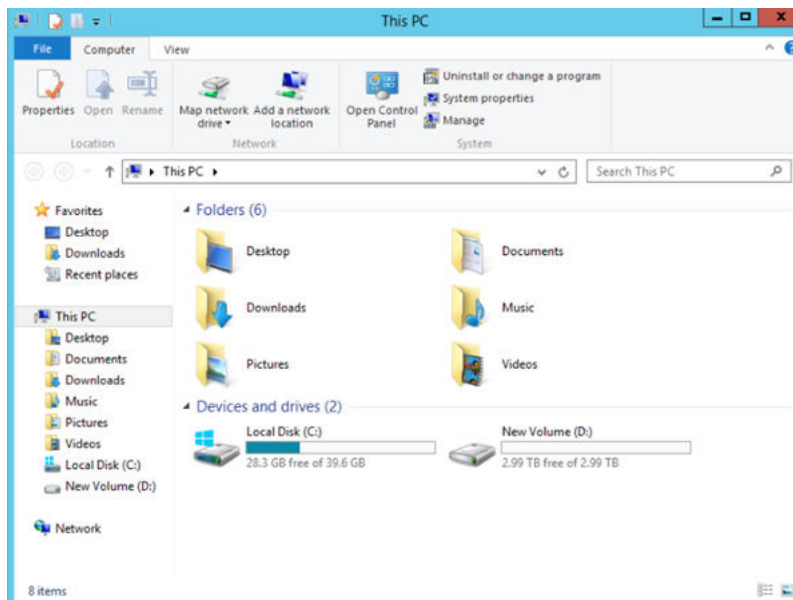 This PC
File Computer View
Properties Open Rename
Map network drive Add a network location
Open Control Panel
Uninstall or change a program
System properties
Manage
Location Network System
This PC
Search This PC
Favorites
Desktop
Downloads
Recent places
This PC
Desktop
Documents
Downloads
Music
Pictures
Videos
Local Disk (C:)
New Volume (D:)
Network
Folders (6)
Desktop Documents
Downloads Music
Pictures Videos
Devices and drives (2)
Local Disk (C:) New Volume (D:)
28.3 GB free of 39.6 GB 2.99 TB free of 2.99 TB
8 items